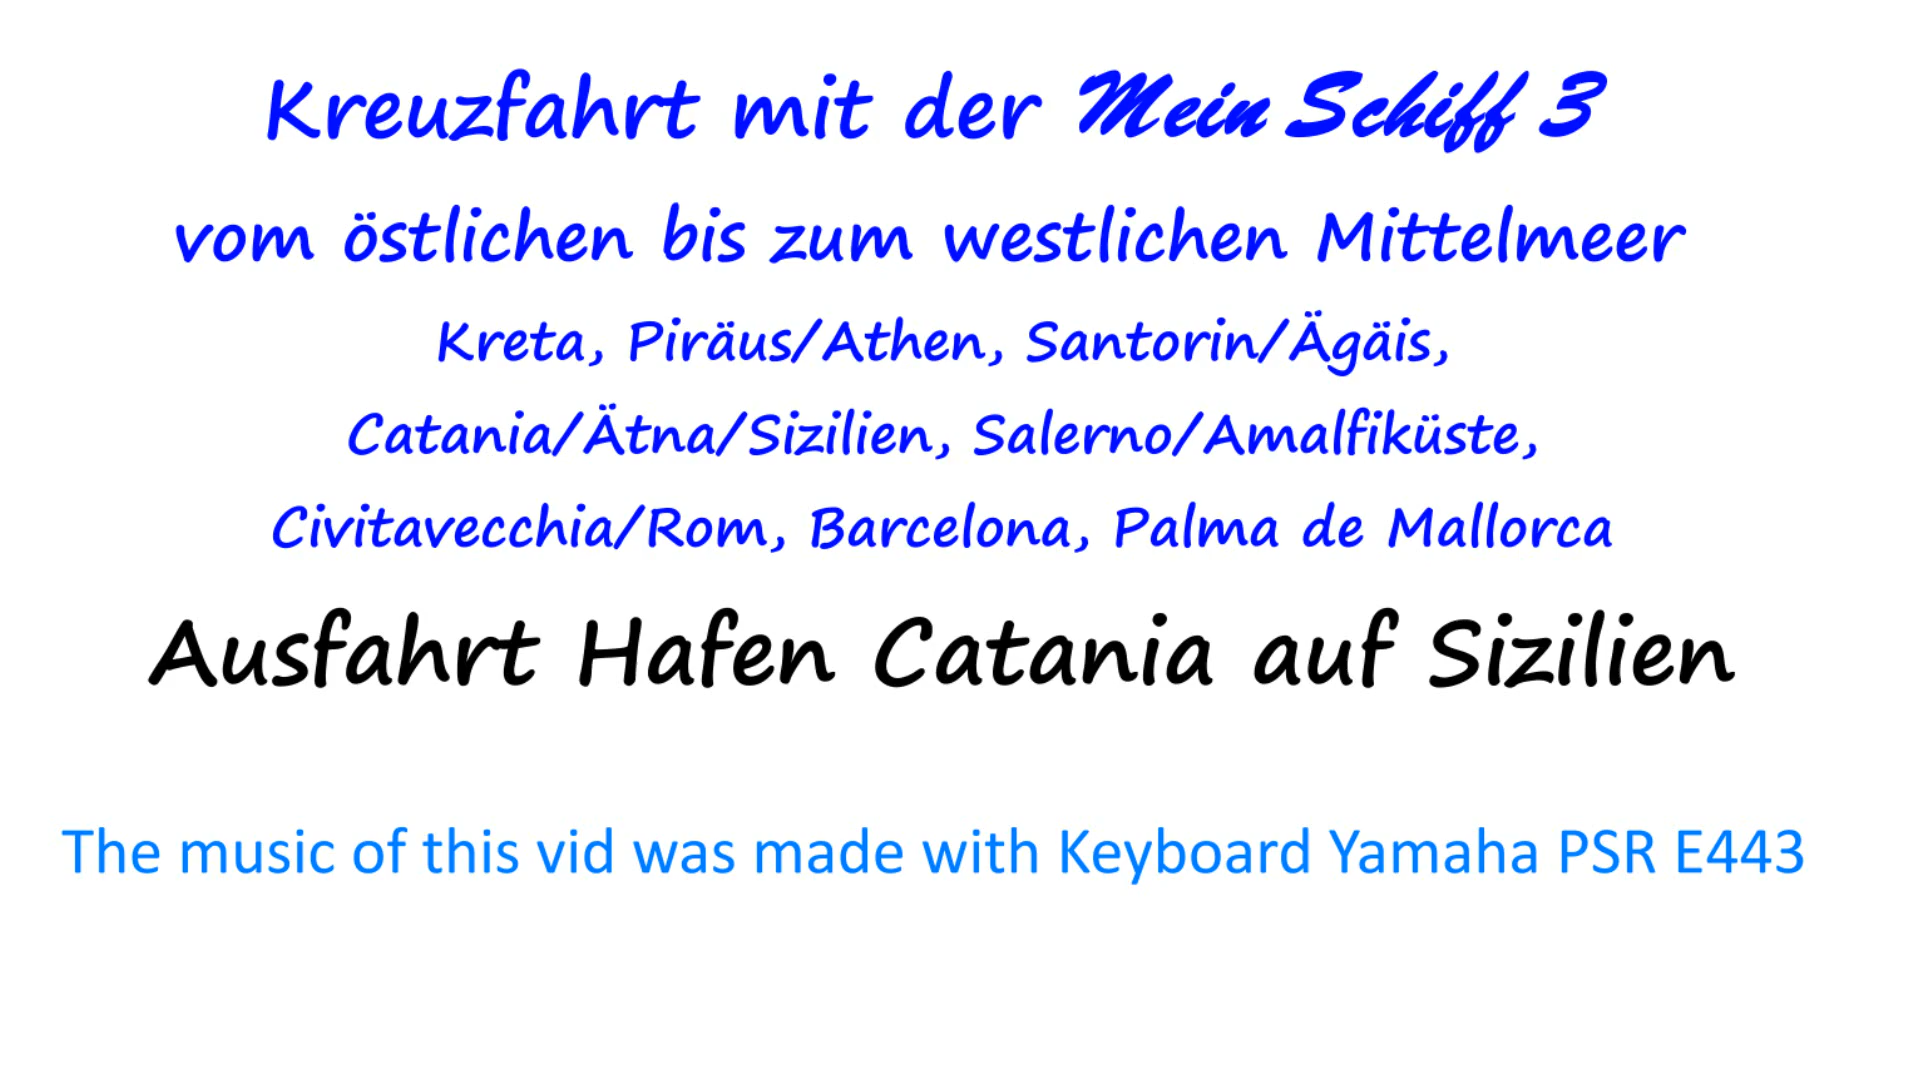 Kreuzfahrt mit der Mein Schiff 3
vom östlichen bis zum westlichen Mittelmeer
Kreta, Piräus/Athen, Santorin/Ägäis,
Catania/Ätna/Sizilien, Salerno/Amalfiküste,
Civitavecchia/Rom, Barcelona, Palma de Mallorca
Ausfahrt Hafen Catania auf Sizilien
The music of this vid was made with Keyboard Yamaha PSR E443